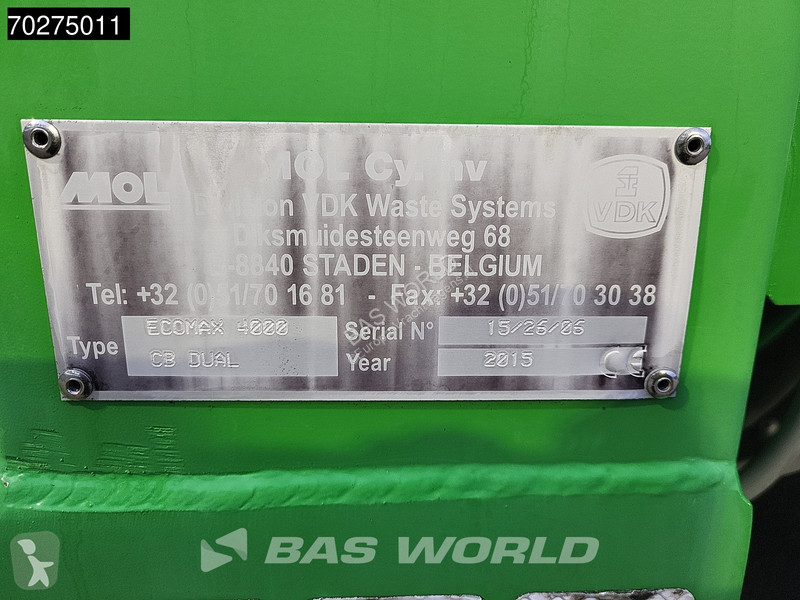 70275011
MOL Cy. nv
MOL
Division VDK Waste Systems
VDK
Diksmuidesteenweg 68
-8840 STADEN - BELGIUM
Tel: +32 (0)51/70 16 81 - Fax: +32 (0)51/70 30 38
Type ECOMAX 4000 Serial N° 15/26/06
CB DUAL Year 2015 CE
BAS WORLD
BAS WORLD